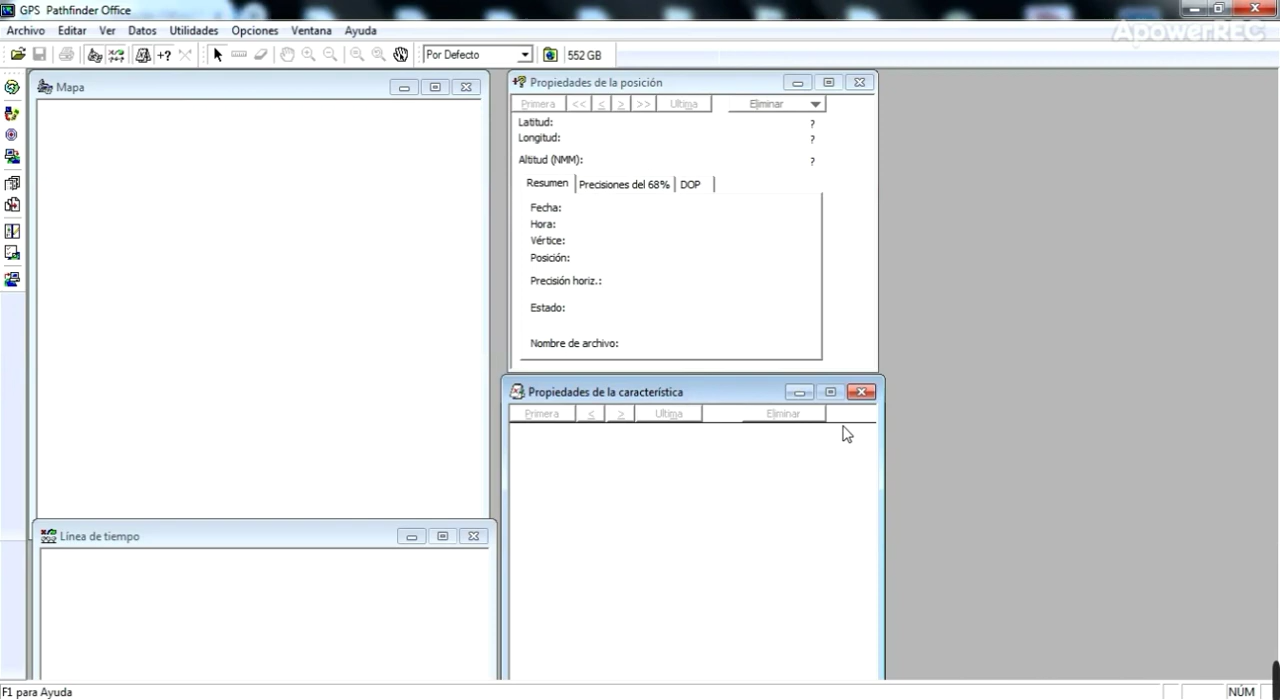 GPS Pathfinder Office
Archivo Editar Ver Datos Utilidades Opciones Ventana Ayuda
ApowerREC
Por Defecto 552 GB
Mapa
Propiedades de la posición
Primera << < > >> Ultima Eliminar
Latitud: ?
Longitud: ?
Altitud (NMM): ?
Resumen Precisiones del 68% DOP
Fecha:
Hora:
Vértice:
Posición:
Precisión horiz.:
Estado:
Nombre de archivo:
Propiedades de la característica
Primera < > Ultima Eliminar
Línea de tiempo
F1 para Ayuda NÚM